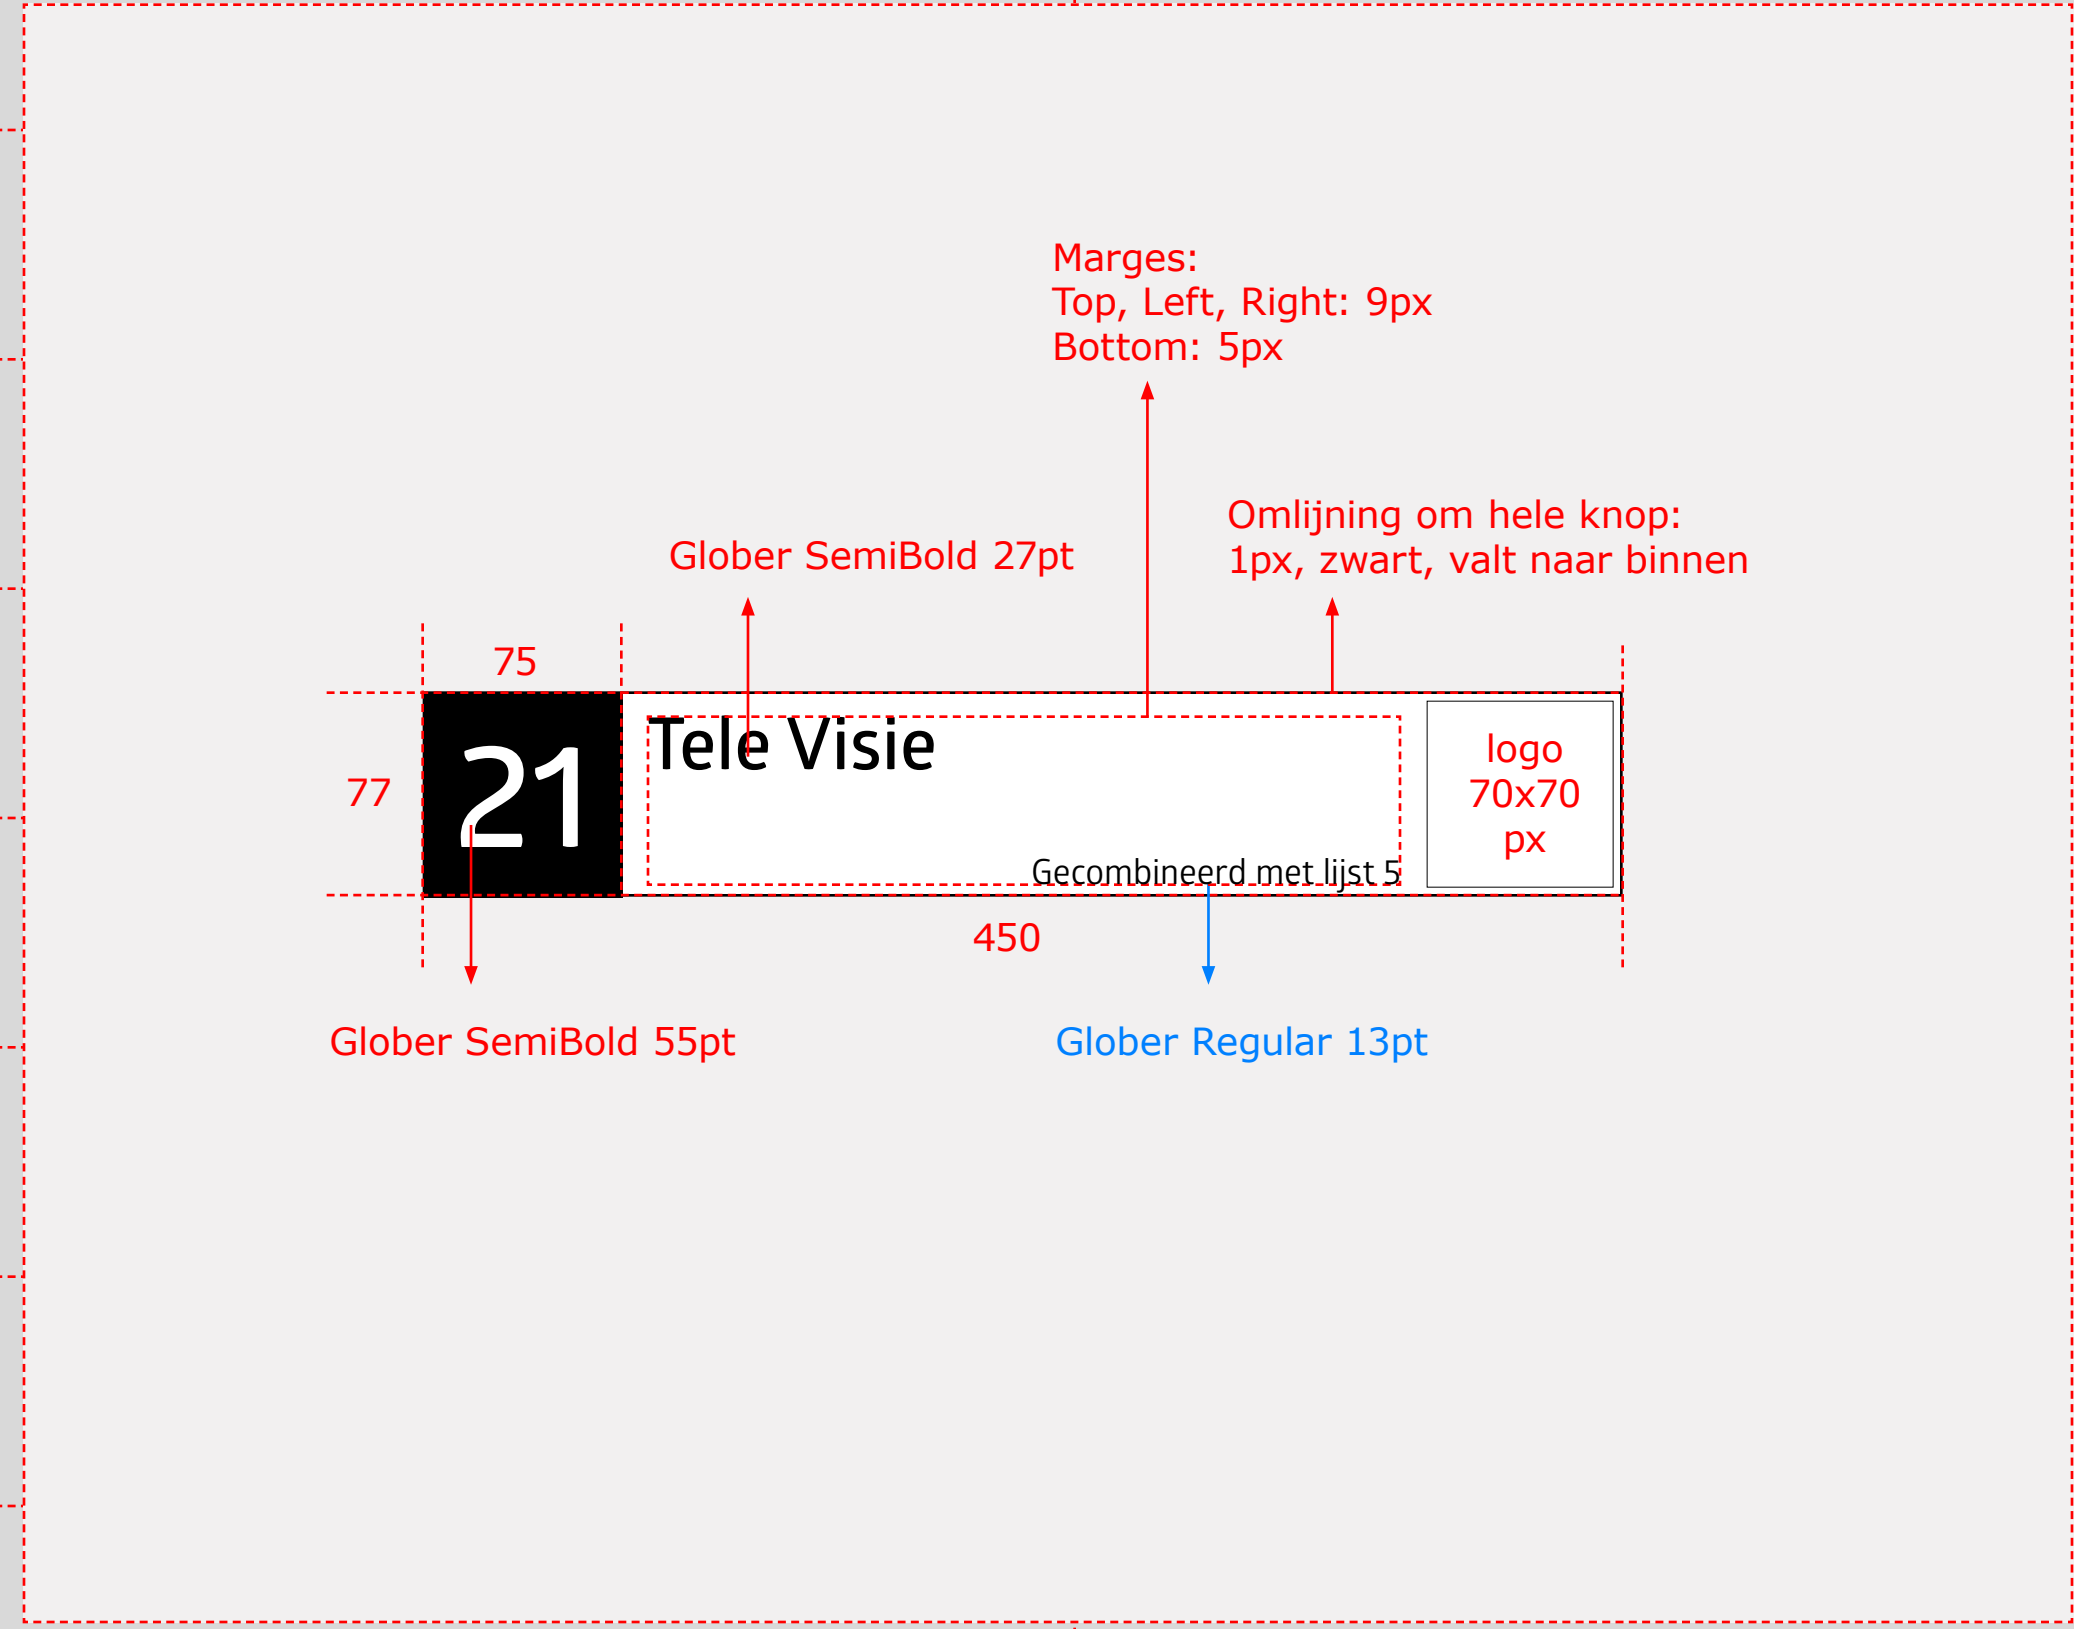 Marges:
Top, Left, Right: 9px
Bottom: 5px
Omlijning om hele knop:
1px, zwart, valt naar binnen
Glober SemiBold 27pt
75
77
21
Tele Visie
logo
70x70
px
Gecombineerd met lijst 5
450
Glober SemiBold 55pt
Glober Regular 13pt